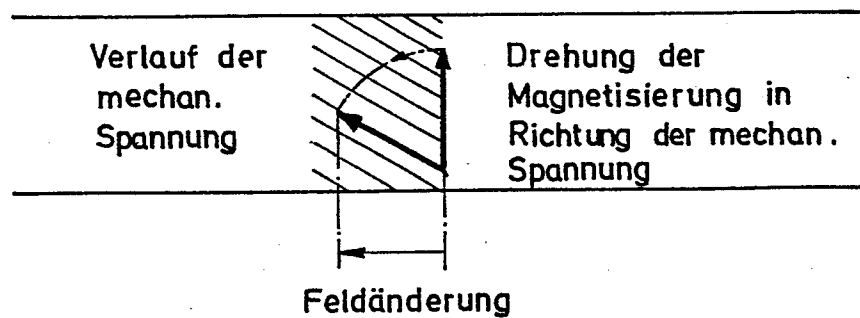 Verlauf der
mechan.
Spannung
Drehung der
Magnetisierung in
Richtung der mechan.
Spannung
Feldänderung